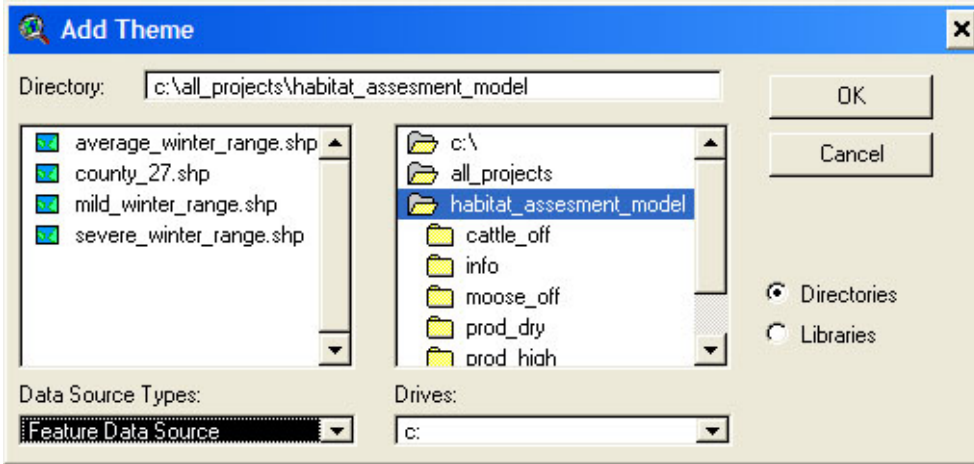 Add Theme
Directory: c:\all_projects\habitat_assesment_model
OK
Cancel
average_winter_range.shp
county_27.shp
mild_winter_range.shp
severe_winter_range.shp
c:\
all_projects
habitat_assesment_model
cattle_off
info
moose_off
prod_dry
prod_high
Directories
Libraries
Data Source Types:
Feature Data Source
Drives:
c: